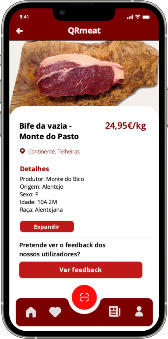 9:41
QRmeat
Bife da vazia -
Monte do Pasto
24,95€/kg
Continente, Telheiras
Detalhes
Produtor: Monte do Bico
Origem: Alentejo
Sexo: F
Idade: 10A 2M
Raça: Alentejana
Expandir
Pretende ver o feedback dos
nossos utilizadores?
Ver feedback